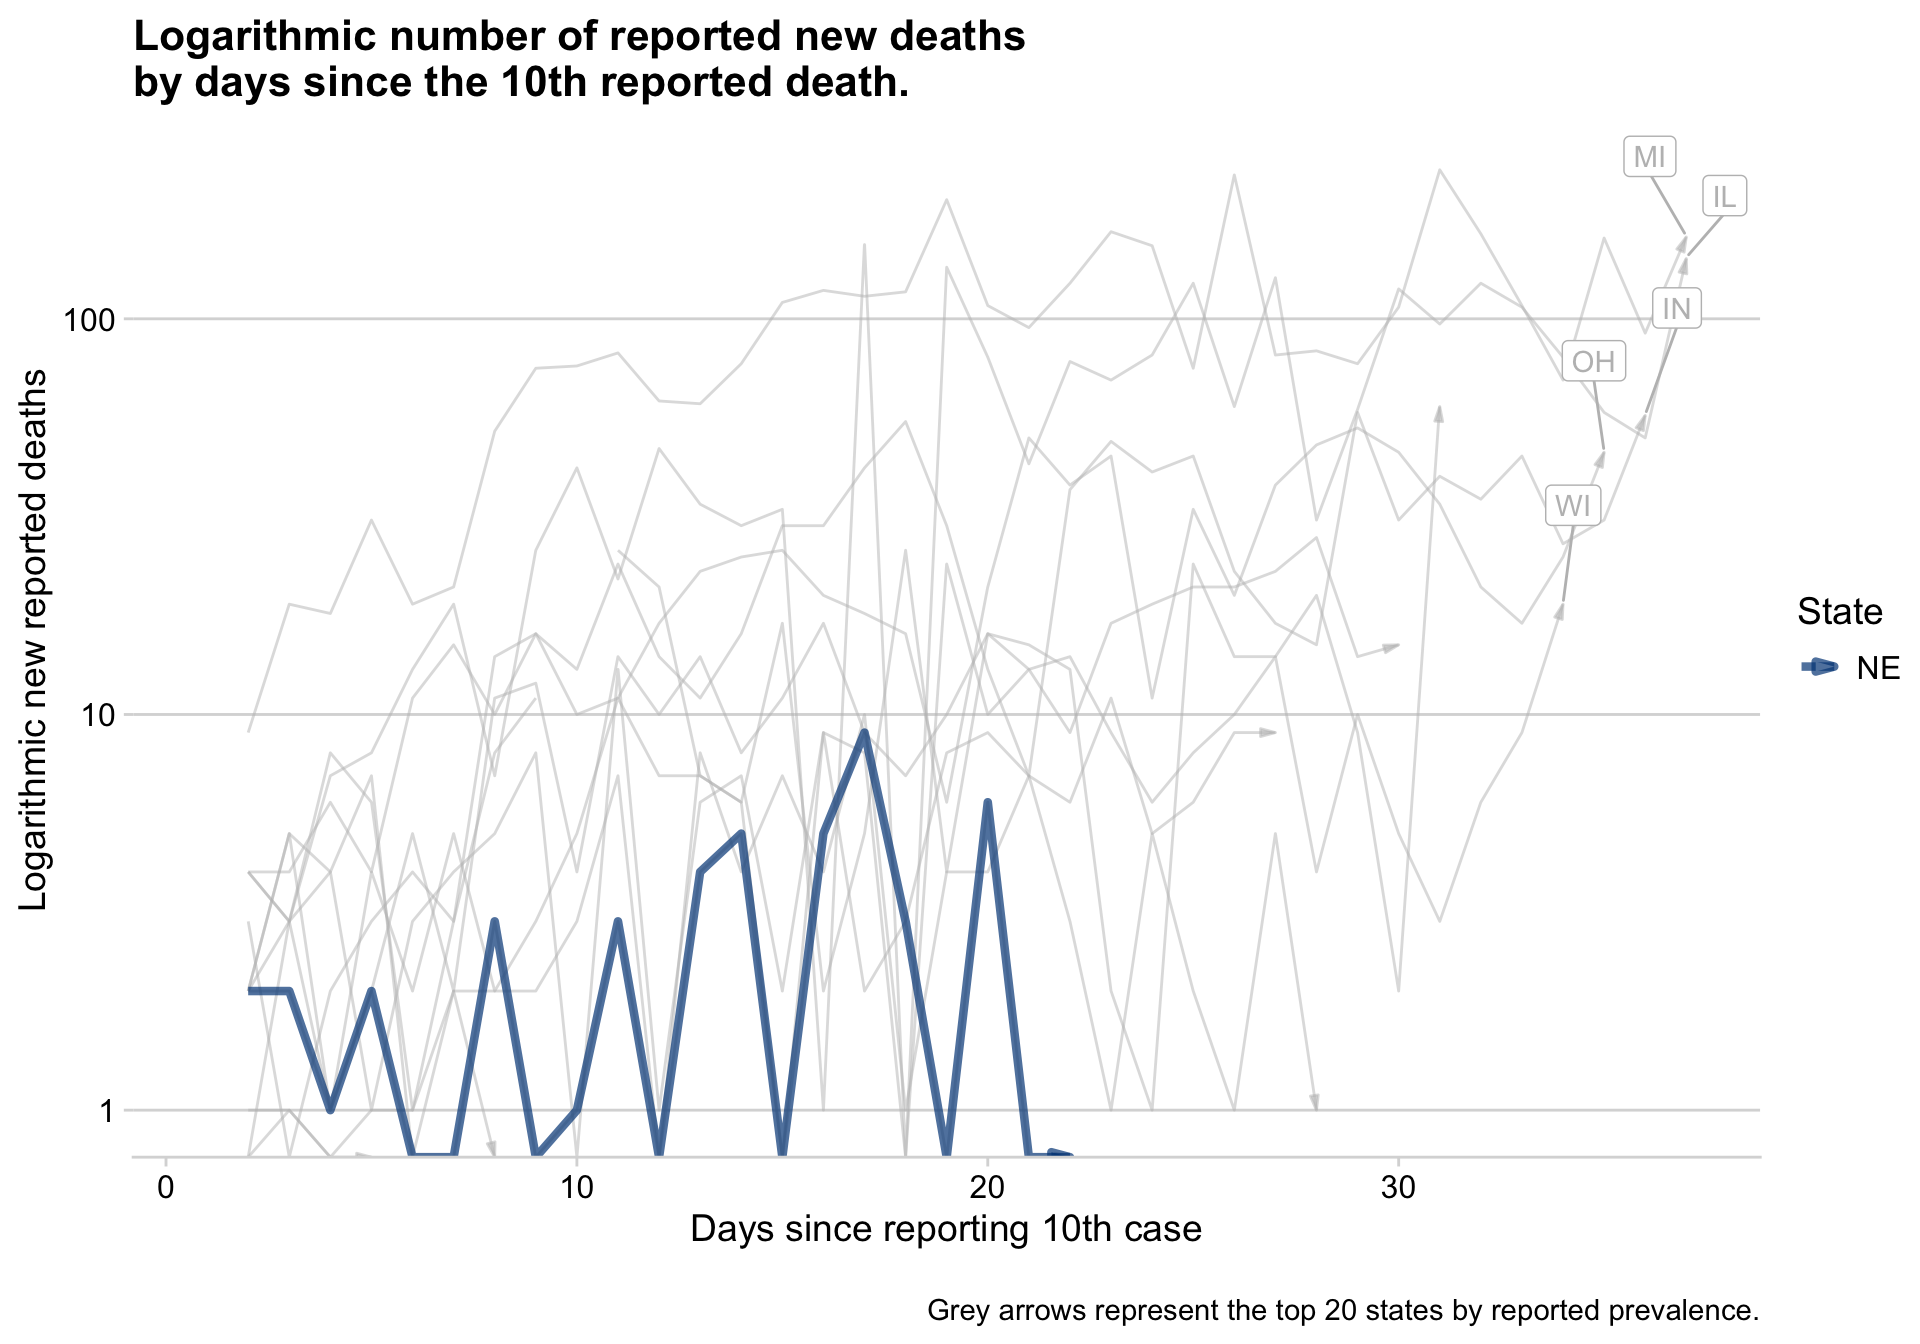 Logarithmic number of reported new deaths
by days since the 10th reported death.
MI
IL
IN
OH
WI
100
10
1
Logarithmic new reported deaths
State
NE
0
10
20
30
Days since reporting 10th case
Grey arrows represent the top 20 states by reported prevalence.